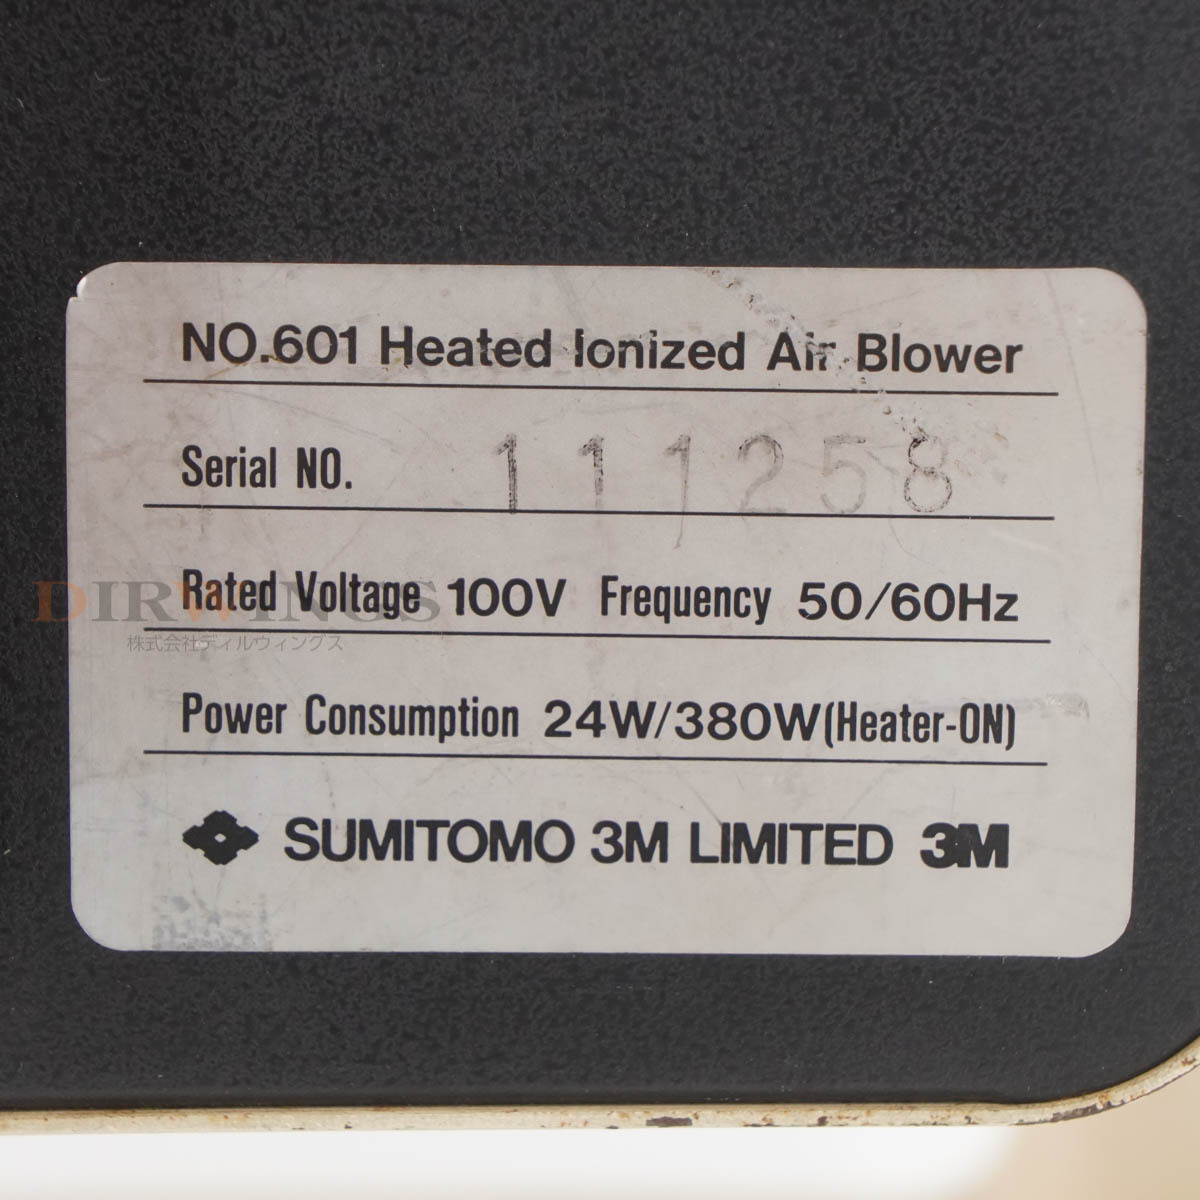 NO.601 Heated Ionized Air Blower
Serial NO. 111258
Rated Voltage 100V Frequency 50/60Hz
DIRWINGS
株式会社ディルウィングス
Power Consumption 24W/380W(Heater-ON)
SUMITOMO 3M LIMITED 3M